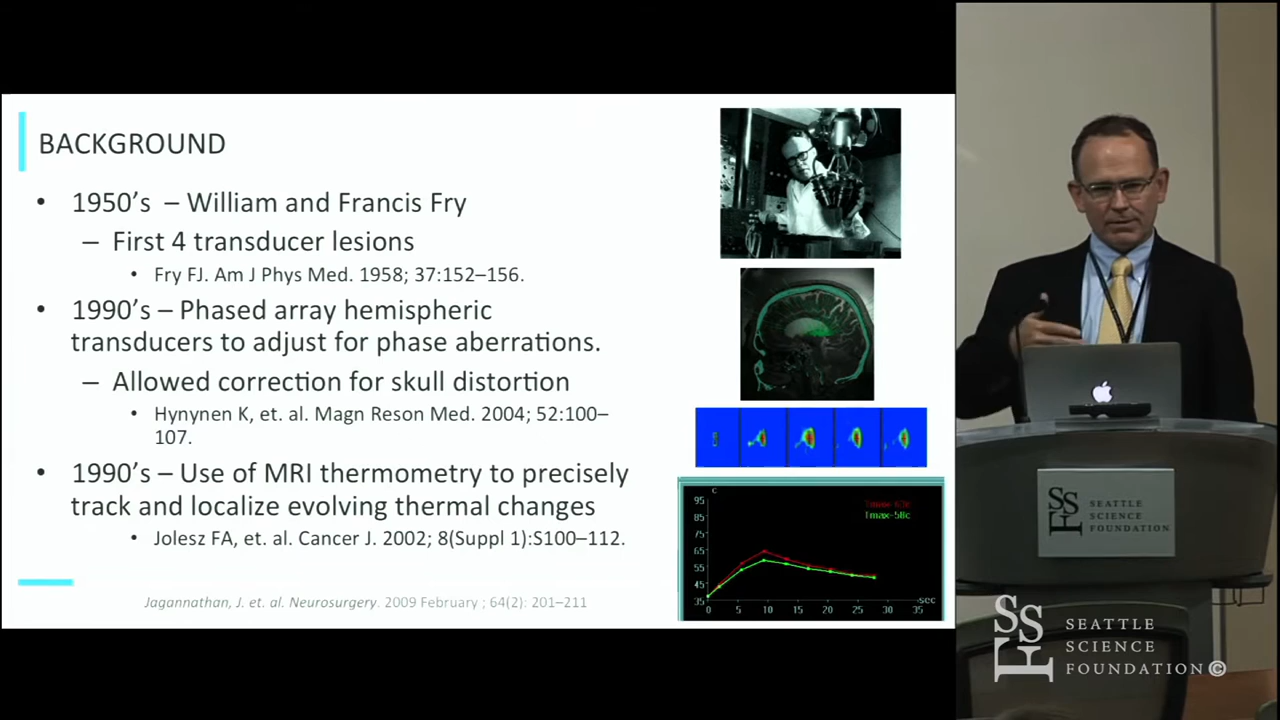 BACKGROUND
• 1950’s – William and Francis Fry
– First 4 transducer lesions
• Fry FJ. Am J Phys Med. 1958; 37:152–156.
• 1990’s – Phased array hemispheric
transducers to adjust for phase aberrations.
– Allowed correction for skull distortion
• Hynynen K, et. al. Magn Reson Med. 2004; 52:100–
107.
• 1990’s – Use of MRI thermometry to precisely
track and localize evolving thermal changes
• Jolesz FA, et. al. Cancer J. 2002; 8(Suppl 1):S100–112.
Jagannathan, J. et. al. Neurosurgery. 2009 February ; 64(2): 201–211
C
95
85
75
65
55
45
35
0 5 10 15 20 25 30 35
sec
Tmax-58c
SSF
SEATTLE
SCIENCE
FOUNDATION
SSF
SEATTLE
SCIENCE
FOUNDATION©